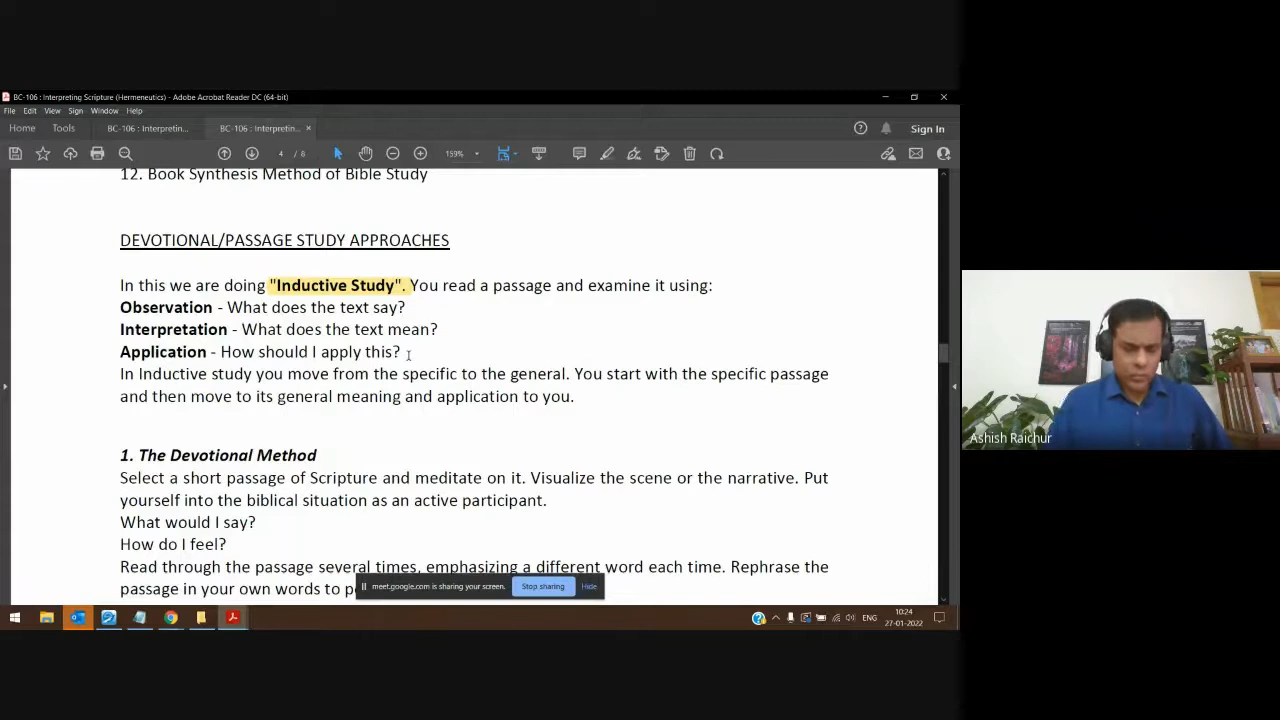 BC-106 : Interpreting Scripture (Hermeneutics) - Adobe Acrobat Reader DC (64-bit)
File Edit View Sign Window Help
Home Tools BC-106 : Interpretin... BC-106 : Interpretin... × Sign In
4 / 8 159%
12. Book Synthesis Method of Bible Study
DEVOTIONAL/PASSAGE STUDY APPROACHES
In this we are doing "Inductive Study". You read a passage and examine it using:
Observation - What does the text say?
Interpretation - What does the text mean?
Application - How should I apply this?
In Inductive study you move from the specific to the general. You start with the specific passage
and then move to its general meaning and application to you.
1. The Devotional Method
Select a short passage of Scripture and meditate on it. Visualize the scene or the narrative. Put
yourself into the biblical situation as an active participant.
What would I say?
How do I feel?
Read through the passage several times, emphasizing a different word each time. Rephrase the
passage in your own words to p
meet.google.com is sharing your screen. Stop sharing Hide
ENG
10:24
27-01-2022
Ashish Raichur